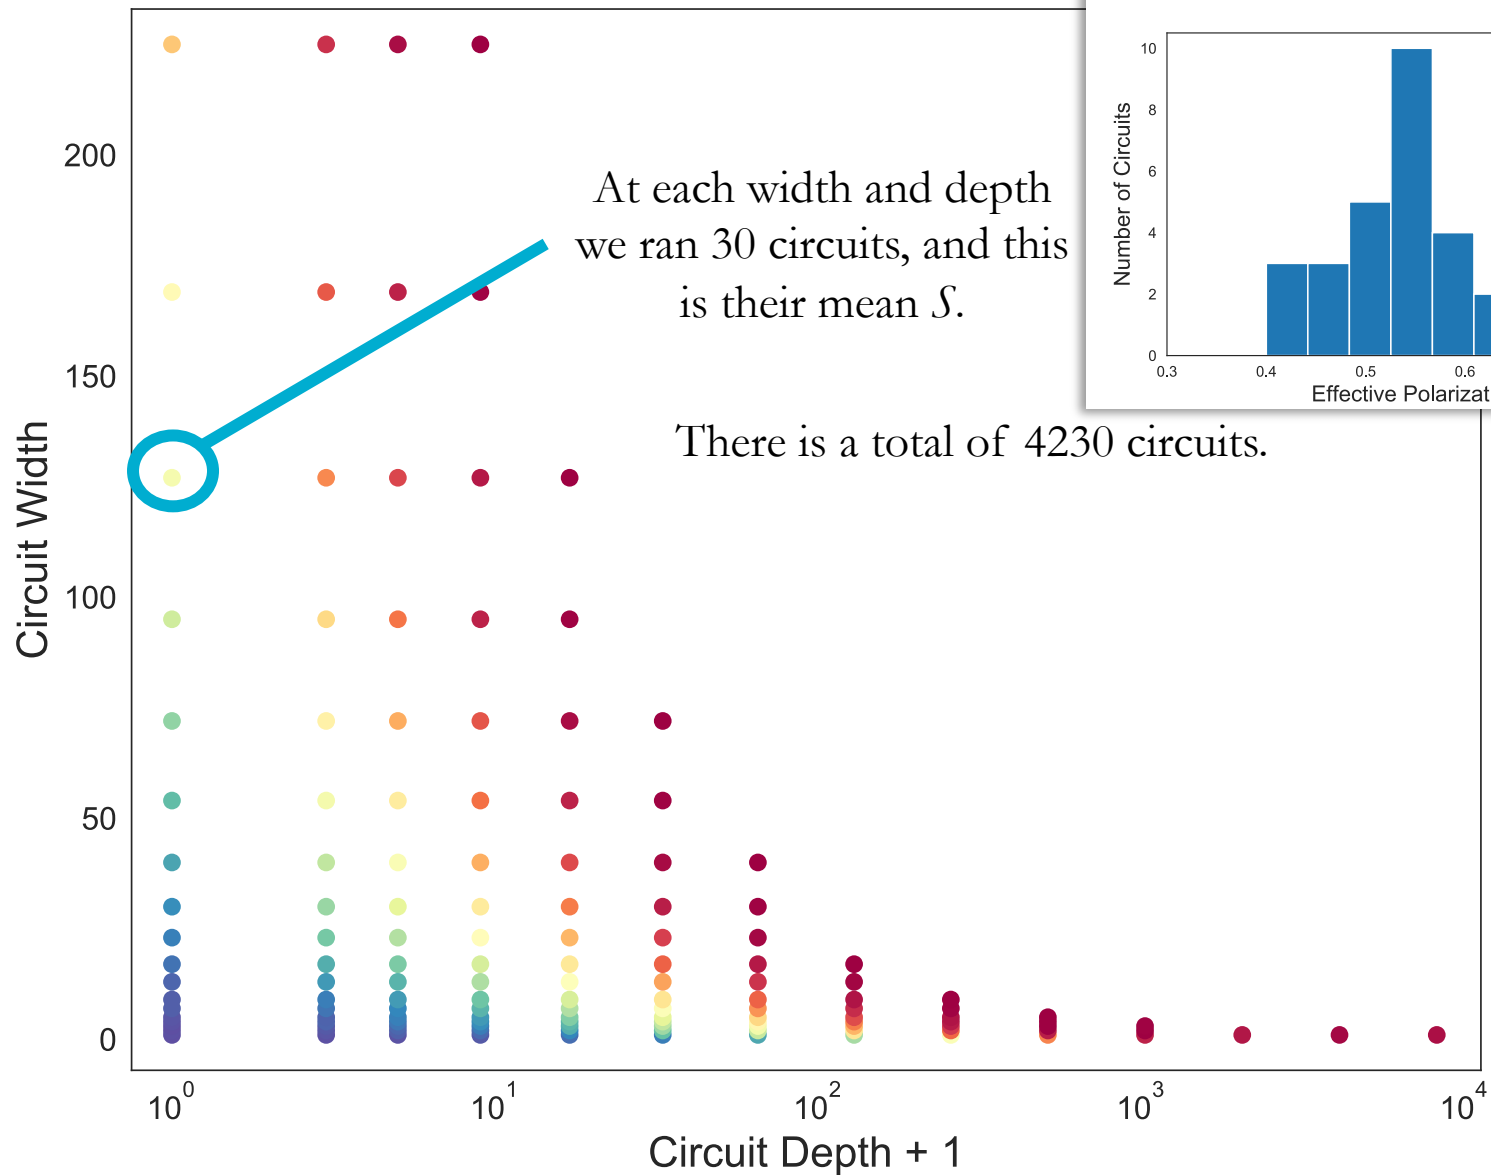 10
8
6
4
2
0
Number of Circuits
0.3 0.4 0.5 0.6
Effective Polarizat
At each width and depth
we ran 30 circuits, and this
is their mean S.
There is a total of 4230 circuits.
200
150
100
50
0
Circuit Width
10^0 10^1 10^2 10^3 10^4
Circuit Depth + 1